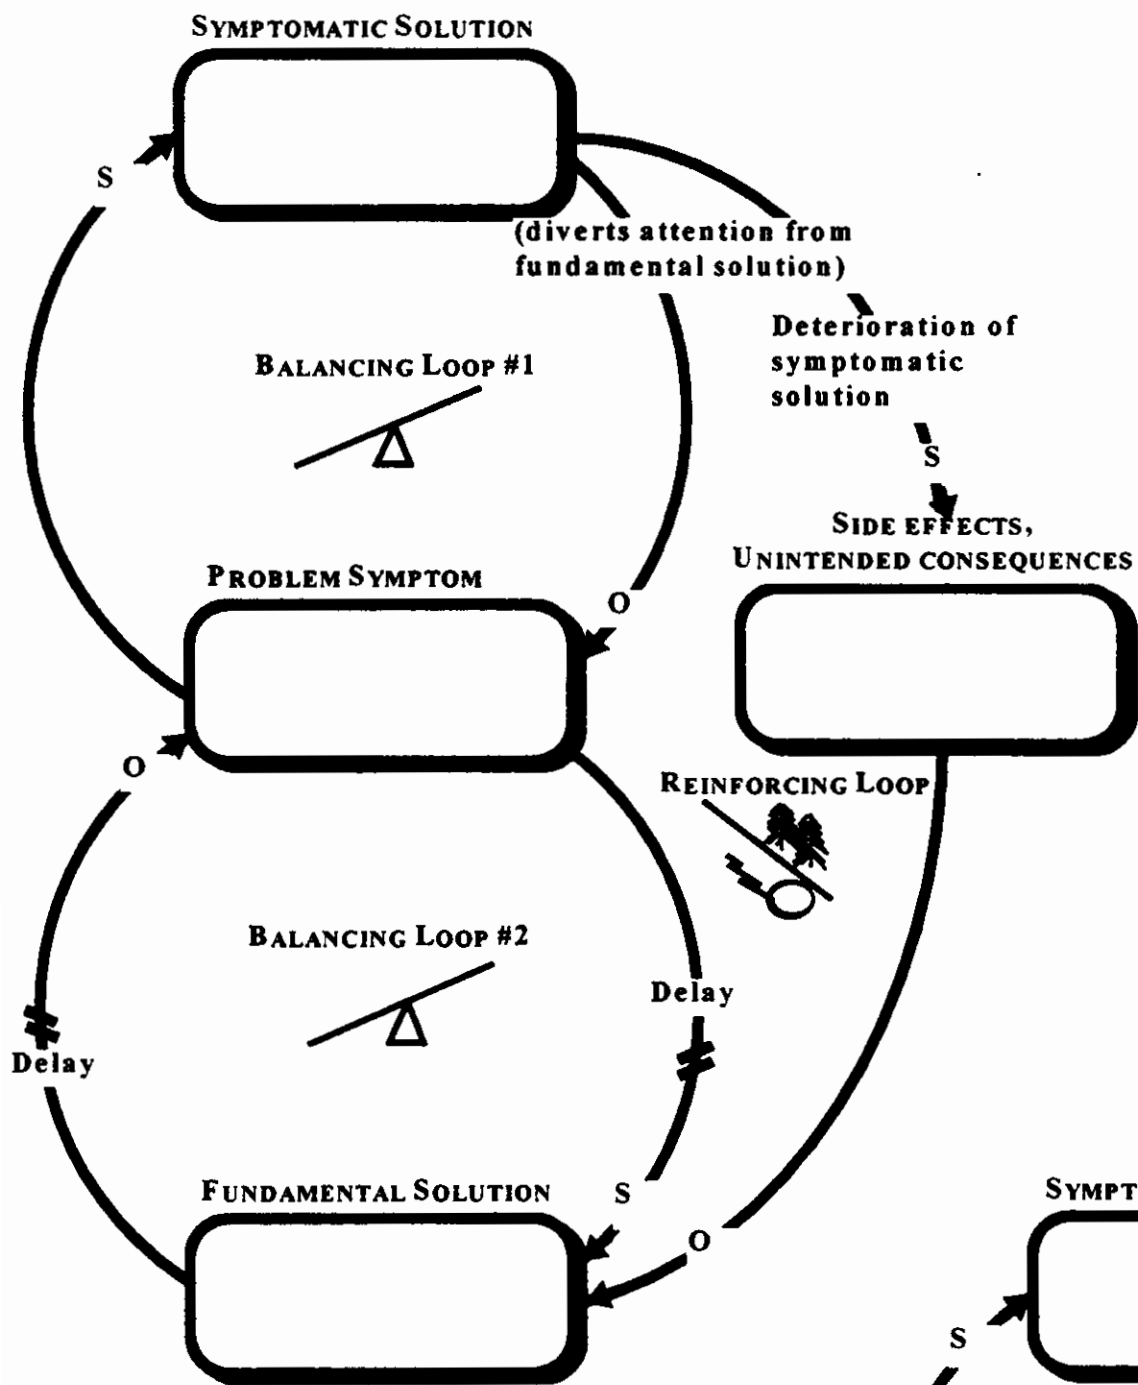 SYMPTOMATIC SOLUTION
S
(diverts attention from
fundamental solution)
Deterioration of
symptomatic
solution
BALANCING LOOP #1
S
SIDE EFFECTS,
UNINTENDED CONSEQUENCES
PROBLEM SYMPTOM
O
O
REINFORCING LOOP
BALANCING LOOP #2
Delay
Delay
FUNDAMENTAL SOLUTION
S
O
SYMPT
S